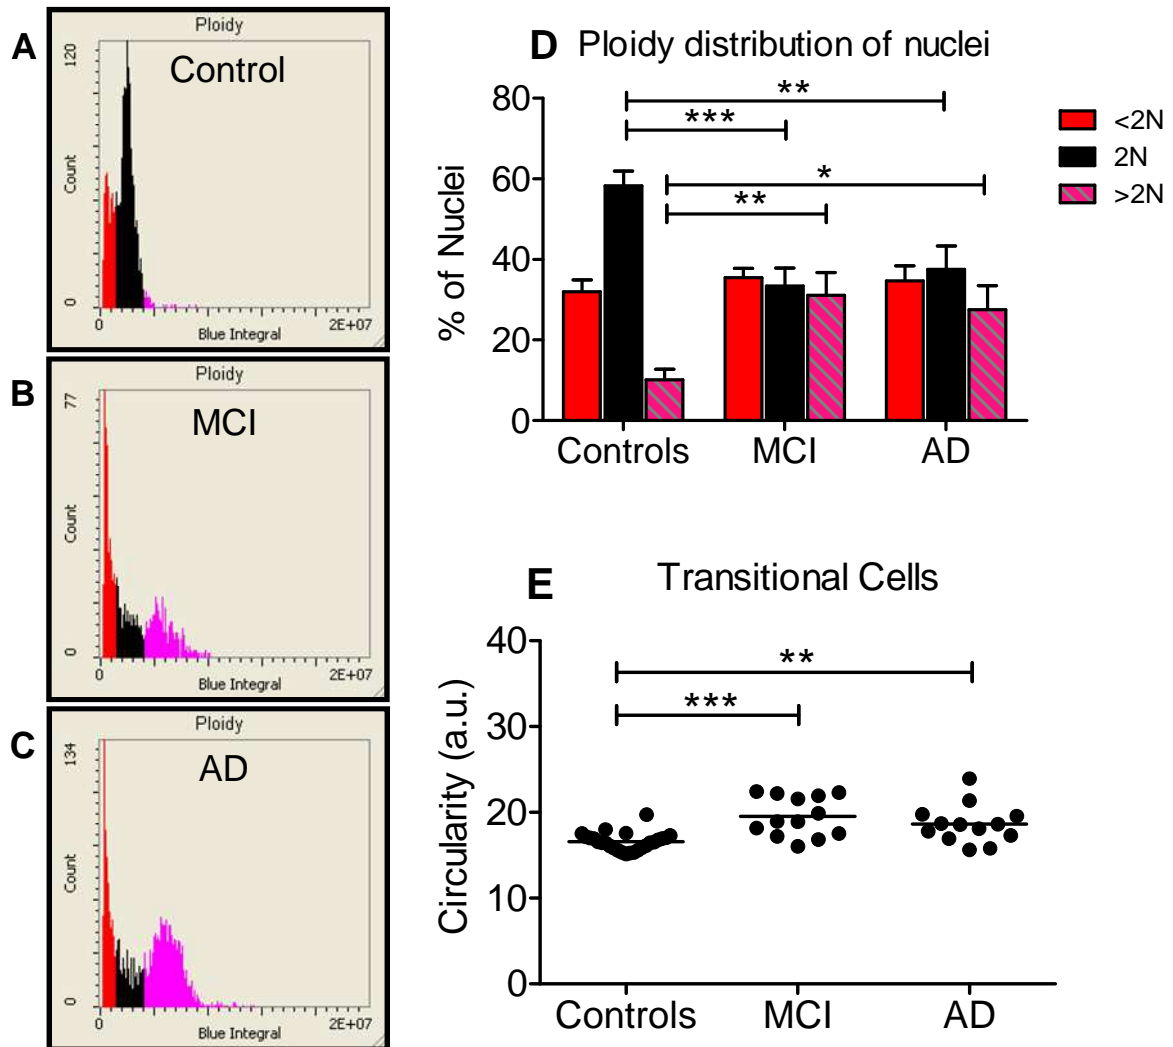 A
Ploidy
Control
120
Count
0
0
2E+07
Blue Integral
B
Ploidy
MCI
77
Count
0
0
2E+07
Blue Integral
C
Ploidy
AD
134
Count
0
0
2E+07
Blue Integral
D Ploidy distribution of nuclei
**
***
*
**
80
60
40
20
0
% of Nuclei
Controls MCI AD
<2N
2N
>2N
E Transitional Cells
**
***
40
30
20
10
0
Circularity (a.u.)
Controls MCI AD